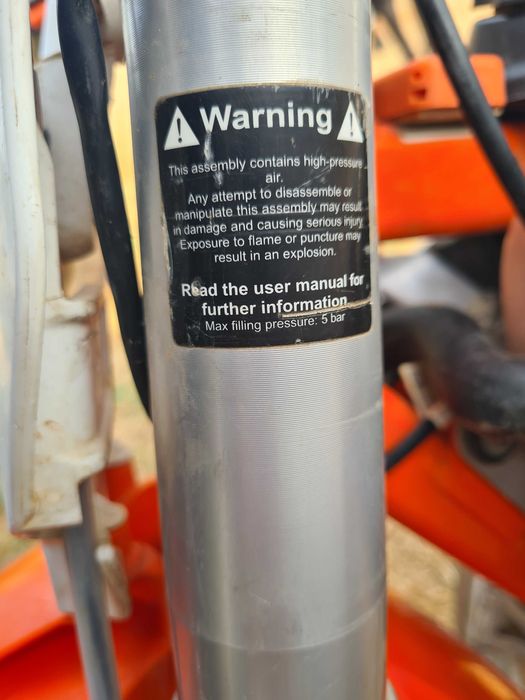 Warning
This assembly contains high-pressure
air.
Any attempt to disassemble or
manipulate this assembly may result
in damage and causing serious injury
Exposure to flame or puncture may
result in an explosion.
Read the user manual for
further information
Max filling pressure: 5 bar